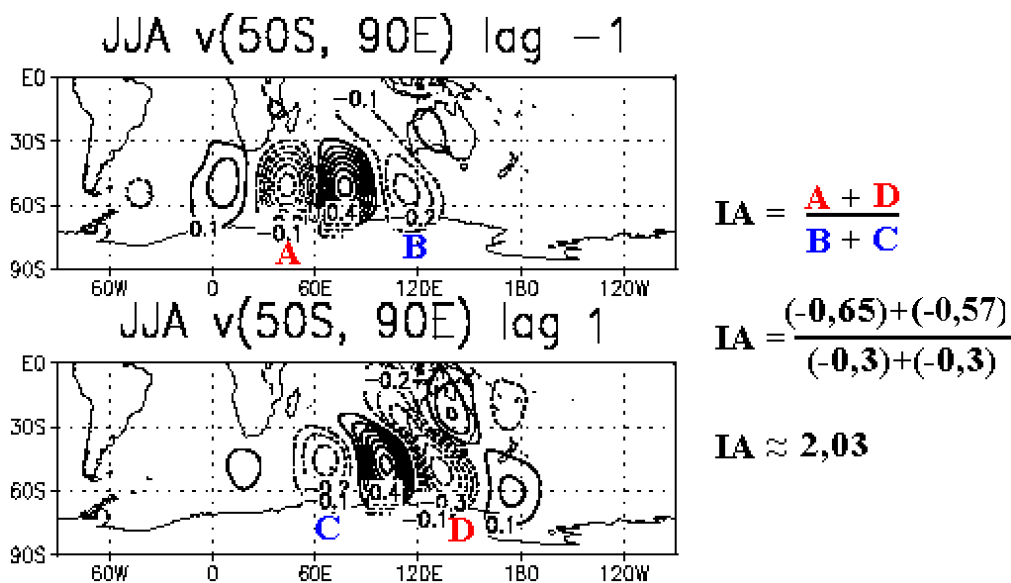 JJA v(50S, 90E) lag −1
EQ
30S
60S
90S
−0.1
0.1
−0.1
0.4
−0.2
A
B
60W
0
60E
120E
180
120W
JJA v(50S, 90E) lag 1
EQ
30S
60S
90S
−0.2
−0.2
−0.1
0.4
−0.3
−0.1
0.1
C
D
60W
0
60E
120E
180
120W
IA = A + D
B + C
IA = (-0,65)+(-0,57)
(-0,3)+(-0,3)
IA ≈ 2,03